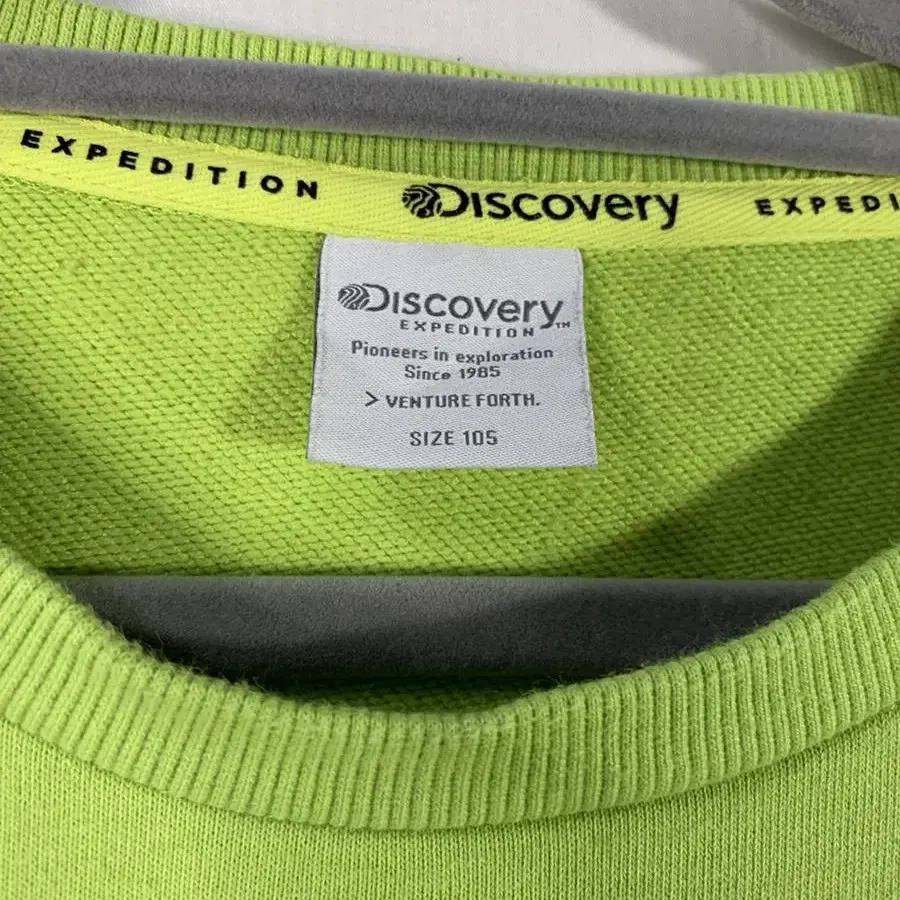 EXPEDITION DISCOVERY EXPEDI
DISCOVERY
EXPEDITION™
Pioneers in exploration
Since 1985
> VENTURE FORTH.
SIZE 105